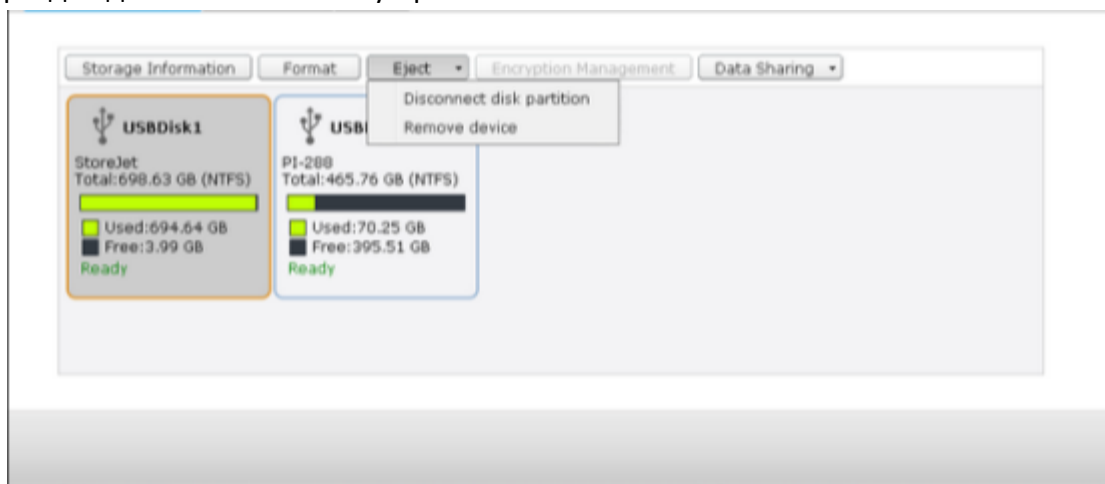 Storage Information Format Eject Encryption Management Data Sharing
Disconnect disk partition
Remove device
USBDisk1
StoreJet
Total:698.63 GB (NTFS)
Used:694.64 GB
Free:3.99 GB
Ready
PI-288
Total:465.76 GB (NTFS)
Used:70.25 GB
Free:395.51 GB
Ready